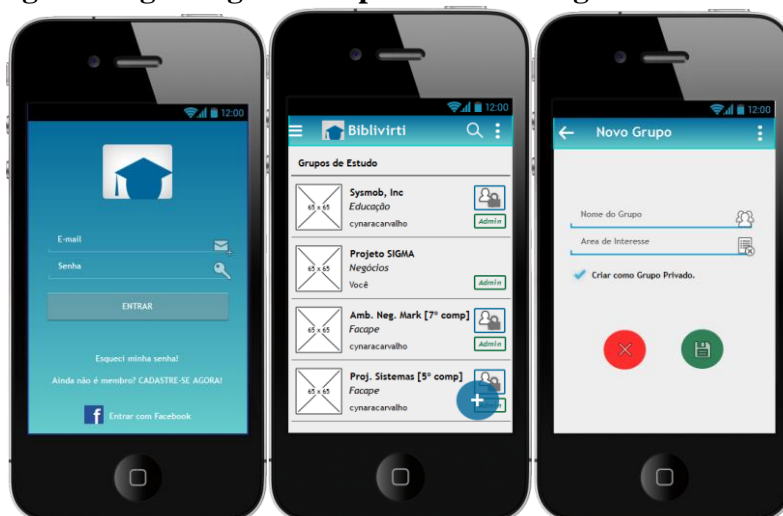 12:00
E-mail
Senha
ENTRAR
Esqueci minha senha!
Ainda não é membro? CADASTRE-SE AGORA!
f Entrar com Facebook
12:00
Biblivirti
Grupos de Estudo
65 x 65
Sysmob, Inc
Educação
cynaracarvalho
Admin
65 x 65
Projeto SIGMA
Negócios
Você
Admin
65 x 65
Amb. Neg. Mark [7º comp]
Facape
cynaracarvalho
Admin
65 x 65
Proj. Sistemas [5º comp]
Facape
cynaracarvalho
12:00
Novo Grupo
Nome do Grupo
Area de Interesse
Criar como Grupo Privado.